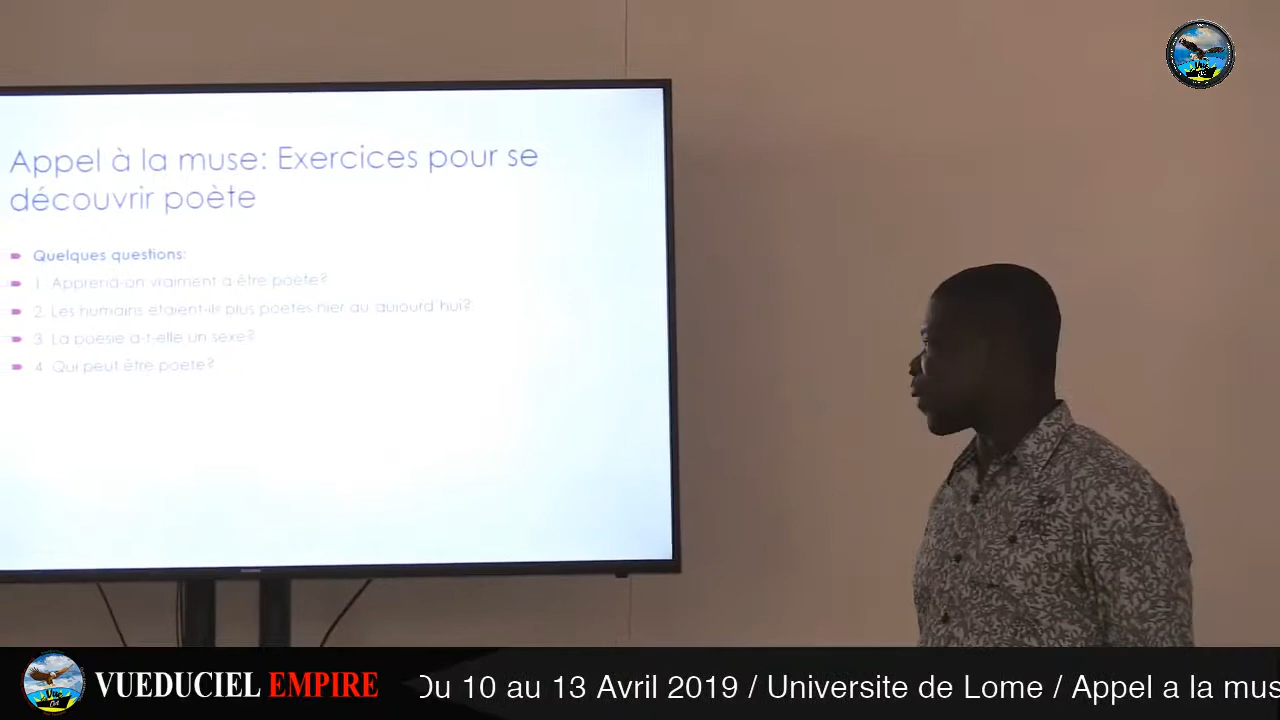 Appel à la muse: Exercices pour se
découvrir poète
Quelques questions:
1. Apprend-on vraiment à être poète?
2. Les humains étaient-ils plus poètes hier qu'aujourd'hui?
3. La poésie a-t-elle un sexe?
4. Qui peut être poète?
VUEDUCIEL EMPIRE
Du 10 au 13 Avril 2019 / Universite de Lome / Appel a la mus